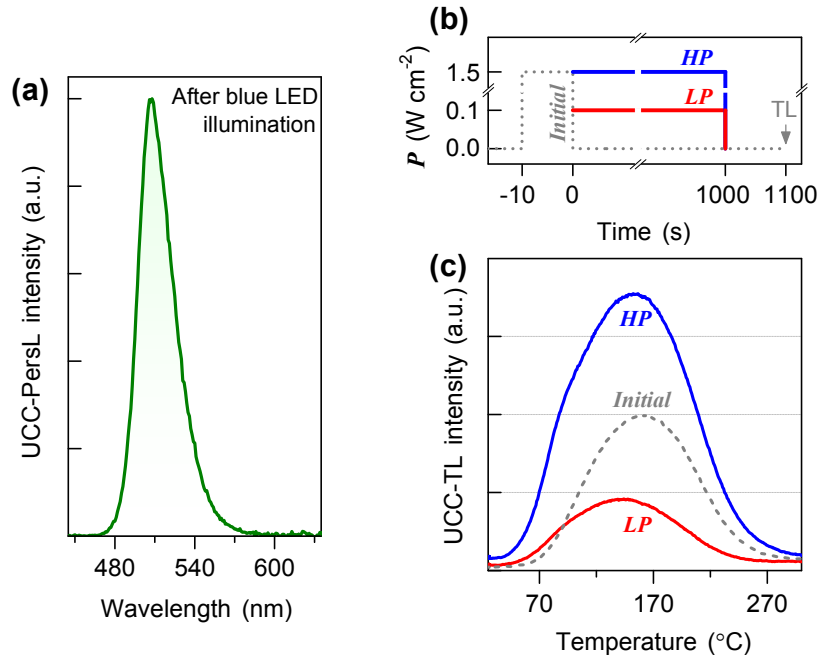 (a)
After blue LED
illumination
UCC-PersL intensity (a.u.)
480 540 600
Wavelength (nm)
(b)
P (W cm⁻²)
1.5
0.1
0.0
Initial
HP
LP
TL
-10 0 1000 1100
Time (s)
(c)
UCC-TL intensity (a.u.)
HP
Initial
LP
70 170 270
Temperature (°C)